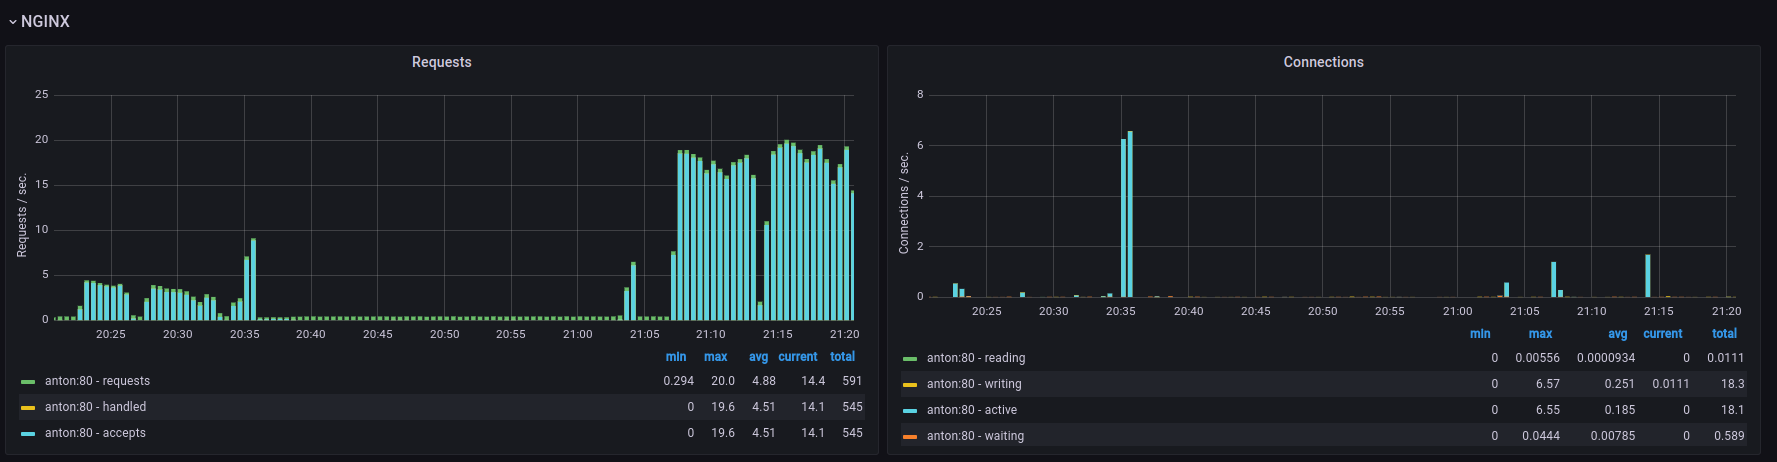 NGINX
Requests
Requests / sec.
25
20
15
10
5
0
20:25 20:30 20:35 20:40 20:45 20:50 20:55 21:00 21:05 21:10 21:15 21:20
min max avg current total
anton:80 - requests 0.294 20.0 4.88 14.4 591
anton:80 - handled 0 19.6 4.51 14.1 545
anton:80 - accepts 0 19.6 4.51 14.1 545
Connections
Connections / sec.
8
6
4
2
0
20:25 20:30 20:35 20:40 20:45 20:50 20:55 21:00 21:05 21:10 21:15 21:20
min max avg current total
anton:80 - reading 0 0.00556 0.0000934 0 0.0111
anton:80 - writing 0 6.57 0.251 0.0111 18.3
anton:80 - active 0 6.55 0.185 0 18.1
anton:80 - waiting 0 0.0444 0.00785 0 0.589